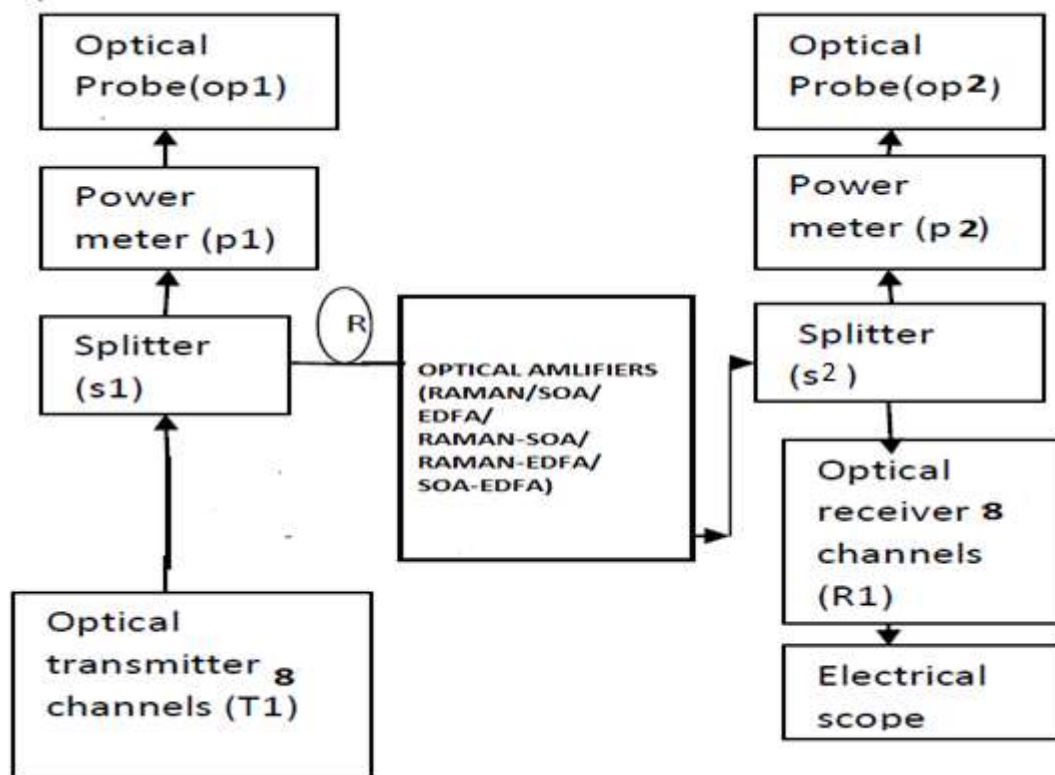 Optical
Probe(op1)
Power
meter (p1)
Splitter
(s1)
Optical
transmitter 8
channels (T1)
R
OPTICAL AMLIFIERS
(RAMAN/SOA/
EDFA/
RAMAN-SOA/
RAMAN-EDFA/
SOA-EDFA)
Optical
Probe(op2)
Power
meter (p2)
Splitter
(s2)
Optical
receiver 8
channels
(R1)
Electrical
scope